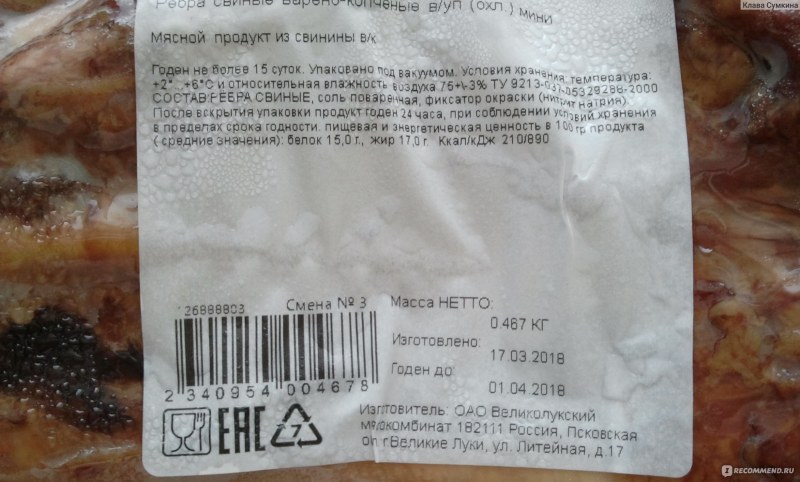 Клава Сумкина
Ребра свиные варено-копченые в/уп (охл.) мини
Мясной продукт из свинины в/к
Годен не более 15 суток. Упаковано под вакуумом. Условия хранения: температура:
+2°...+6°С и относительная влажность воздуха 75+\-3% ТУ 9213-037-05329288-2000
СОСТАВ:РЕБРА СВИНЫЕ, соль поваренная, фиксатор окраски (нитрит натрия).
После вскрытия упаковки продукт годен 24 часа, при соблюдении условий хранения
в пределах срока годности. пищевая и энергетическая ценность в 100 гр продукта
(средние значения): белок 15,0 г., жир 17,0 г. Ккал/кДж 210/890
26888803 Смена № 3
Масса НЕТТО:
0.467 КГ
Изготовлено:
17.03.2018
Годен до:
01.04.2018
2 340954 004678
EAC 7
Изготовитель: ОАО Великолукский
мясокомбинат 182111 Россия, Псковская
обл. г.Великие Луки, ул. Литейная, д.17
I RECOMMEND.RU